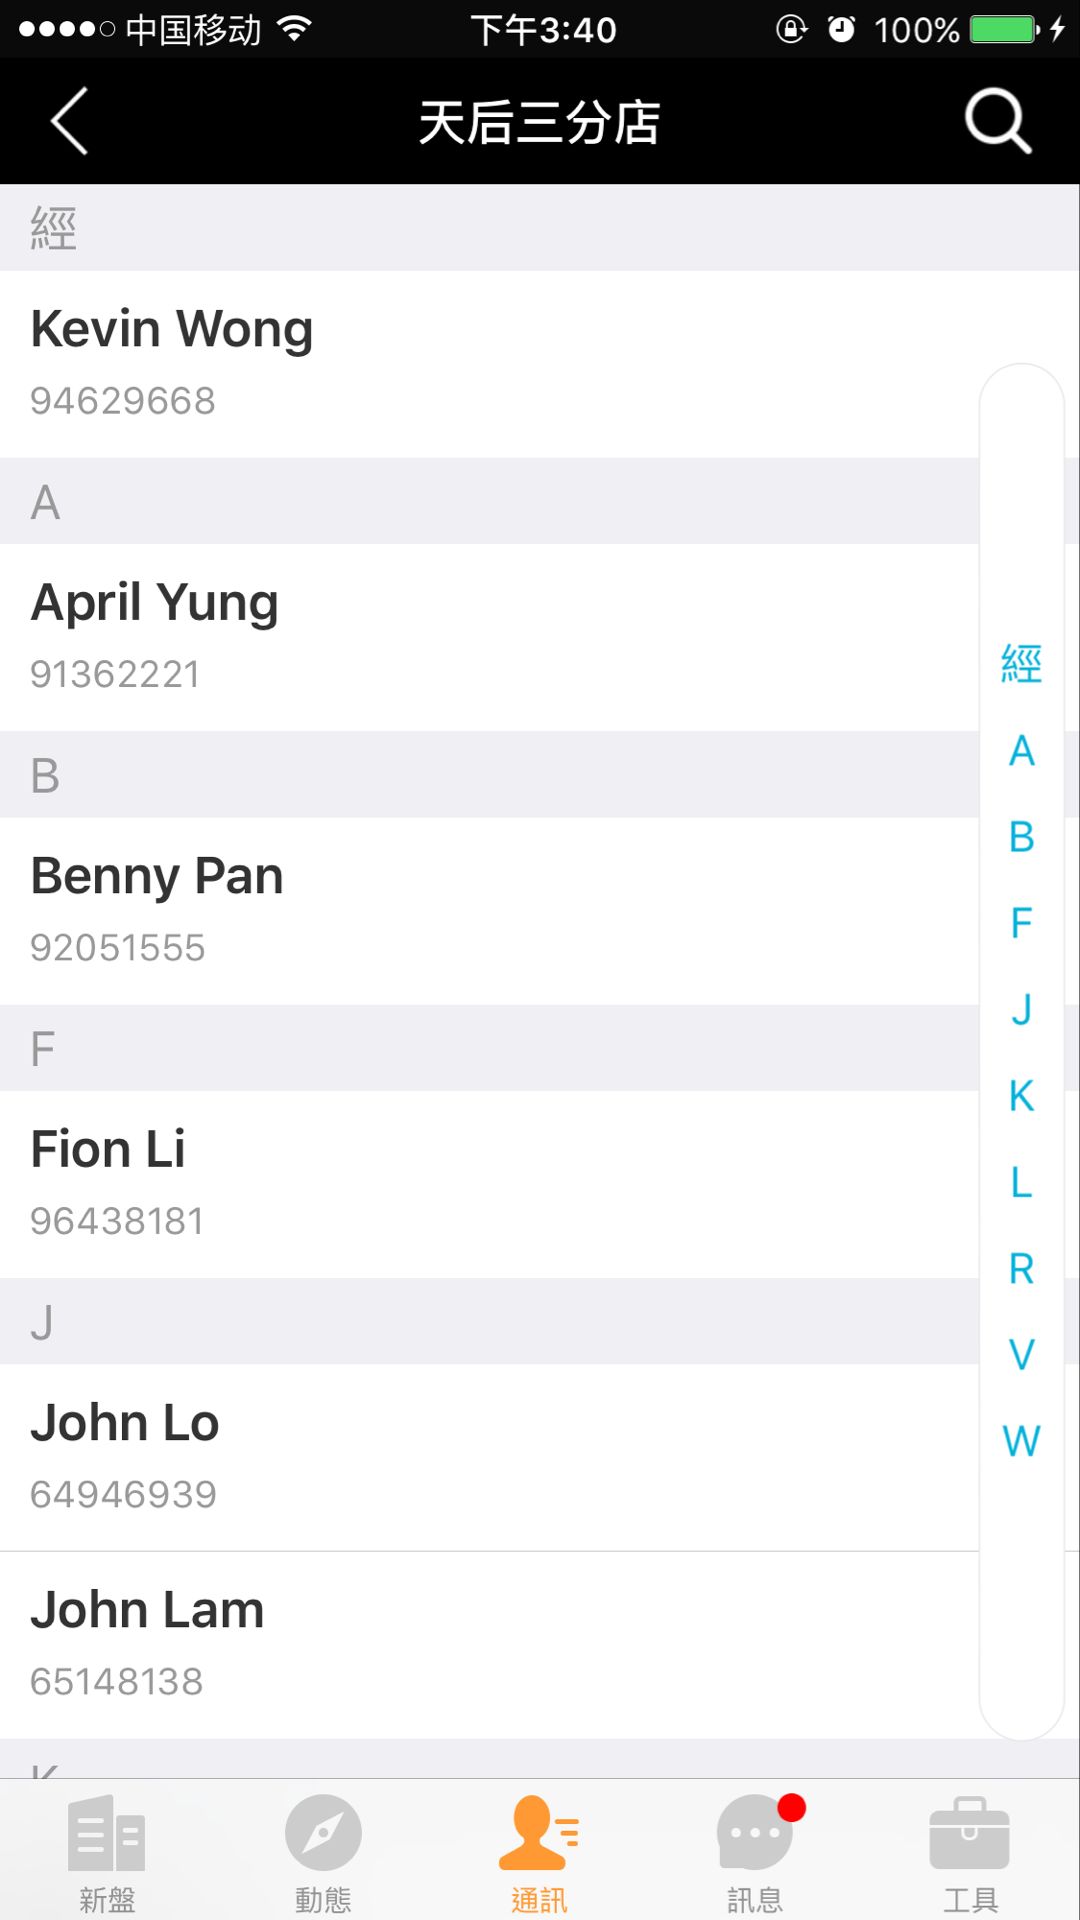 中国移动 下午3:40 100%
天后三分店
經
Kevin Wong
94629668
A
April Yung
91362221
B
Benny Pan
92051555
F
Fion Li
96438181
J
John Lo
64946939
John Lam
65148138
K
經
A
B
F
J
K
L
R
V
W
新盤 動態 通訊 訊息 工具